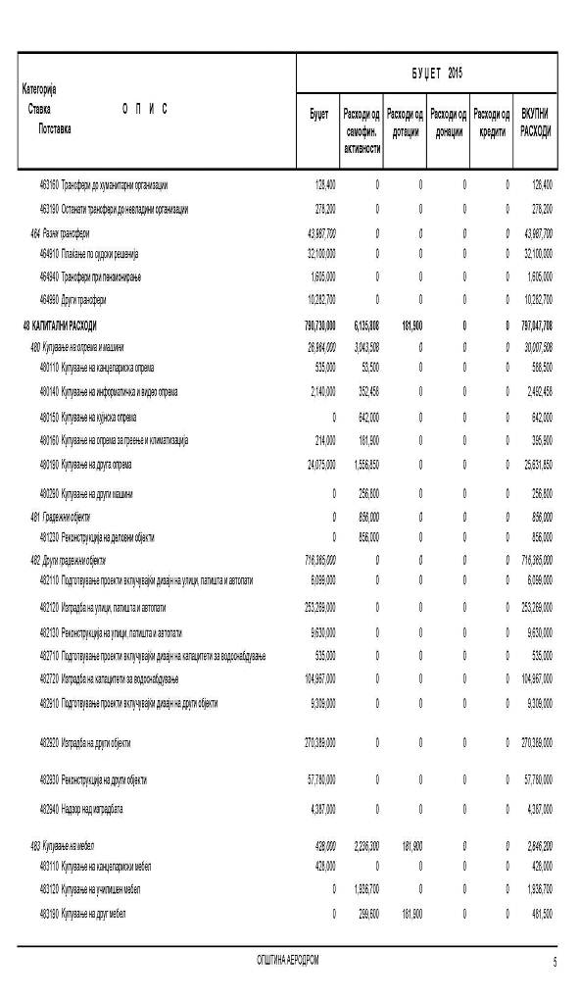 БУЏЕТ 2015
Категорија
Ставка О П И С
Потставка
Буџет Расходи од самофин. активности Расходи од дотации Расходи од донации Расходи од кредити ВКУПНИ РАСХОДИ
463160 Трансфери до хуманитарни организации 128,400 0 0 0 0 128,400
463190 Останати трансфери до невладини организации 278,200 0 0 0 0 278,200
464 Разни трансфери 43,987,700 0 0 0 0 43,987,700
464910 Плаќање по судски решенија 32,100,000 0 0 0 0 32,100,000
464940 Трансфери при пензионирање 1,605,000 0 0 0 0 1,605,000
464990 Други трансфери 10,282,700 0 0 0 0 10,282,700
48 КАПИТАЛНИ РАСХОДИ 790,730,000 6,135,808 181,900 0 0 797,047,708
480 Купување на опрема и машини 26,964,000 3,043,508 0 0 0 30,007,508
480110 Купување на канцелариска опрема 535,000 53,500 0 0 0 588,500
480140 Купување на информатичка и видео опрема 2,140,000 352,458 0 0 0 2,492,458
480150 Купување на кујнска опрема 0 642,000 0 0 0 642,000
480160 Купување на опрема за греење и климатизација 214,000 181,900 0 0 0 395,900
480190 Купување на друга опрема 24,075,000 1,556,850 0 0 0 25,631,850
480290 Купување на други машини 0 256,800 0 0 0 256,800
481 Градежни објекти 0 856,000 0 0 0 856,000
481230 Реконструкција на деловни објекти 0 856,000 0 0 0 856,000
482 Други градежни објекти 716,365,000 0 0 0 0 716,365,000
482110 Подготвување проекти вклучувајќи дизајн на улици, патишта и автопати 6,099,000 0 0 0 0 6,099,000
482120 Изградба на улици, патишта и автопати 253,269,000 0 0 0 0 253,269,000
482130 Реконструкција на улици, патишта и автопати 9,630,000 0 0 0 0 9,630,000
482710 Подготвување проекти вклучувајќи дизајн на капацитети за водоснабдување 535,000 0 0 0 0 535,000
482720 Изградба на капацитети за водоснабдување 104,967,000 0 0 0 0 104,967,000
482910 Подготвување проекти вклучувајќи дизајн на други објекти 9,309,000 0 0 0 0 9,309,000
482920 Изградба на други објекти 270,389,000 0 0 0 0 270,389,000
482930 Реконструкција на други објекти 57,780,000 0 0 0 0 57,780,000
482940 Надзор над изградбата 4,387,000 0 0 0 0 4,387,000
483 Купување на мебел 428,000 2,236,300 181,900 0 0 2,846,200
483110 Купување на канцелариски мебел 428,000 0 0 0 0 428,000
483120 Купување на училишен мебел 0 1,936,700 0 0 0 1,936,700
483190 Купување на друг мебел 0 299,600 181,900 0 0 481,500
ОПШТИНА АЕРОДРОМ 5